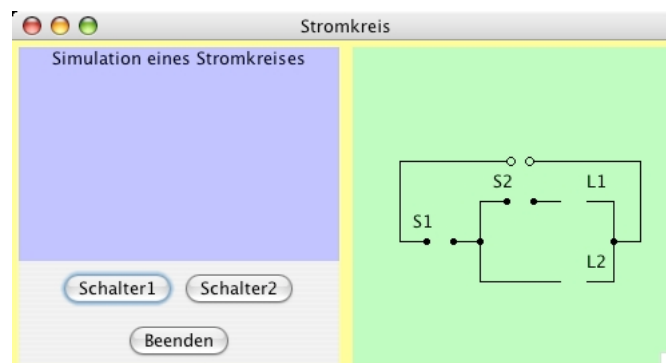 Stromkreis
Simulation eines Stromkreises
Schalter1 Schalter2
Beenden
S2 L1
S1
L2